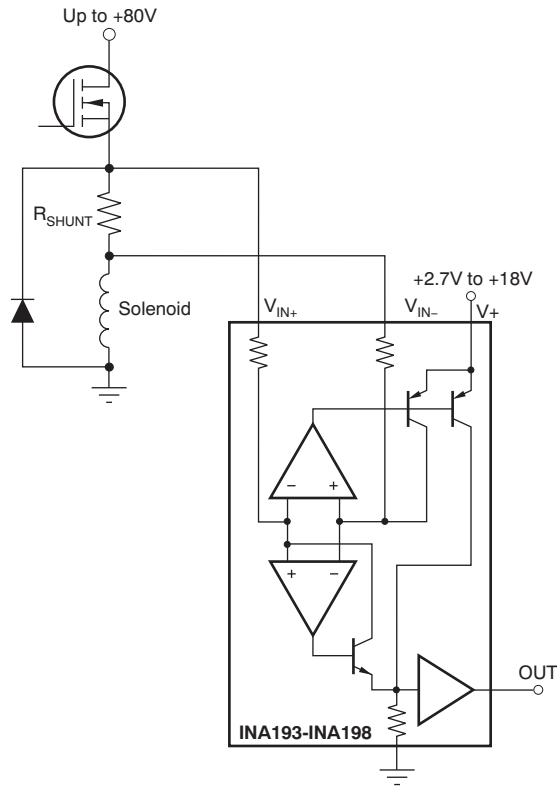 Up to +80V
R_SHUNT
Solenoid
+2.7V to +18V
V_IN+
V_IN−
V+
−
+
+
−
OUT
INA193-INA198